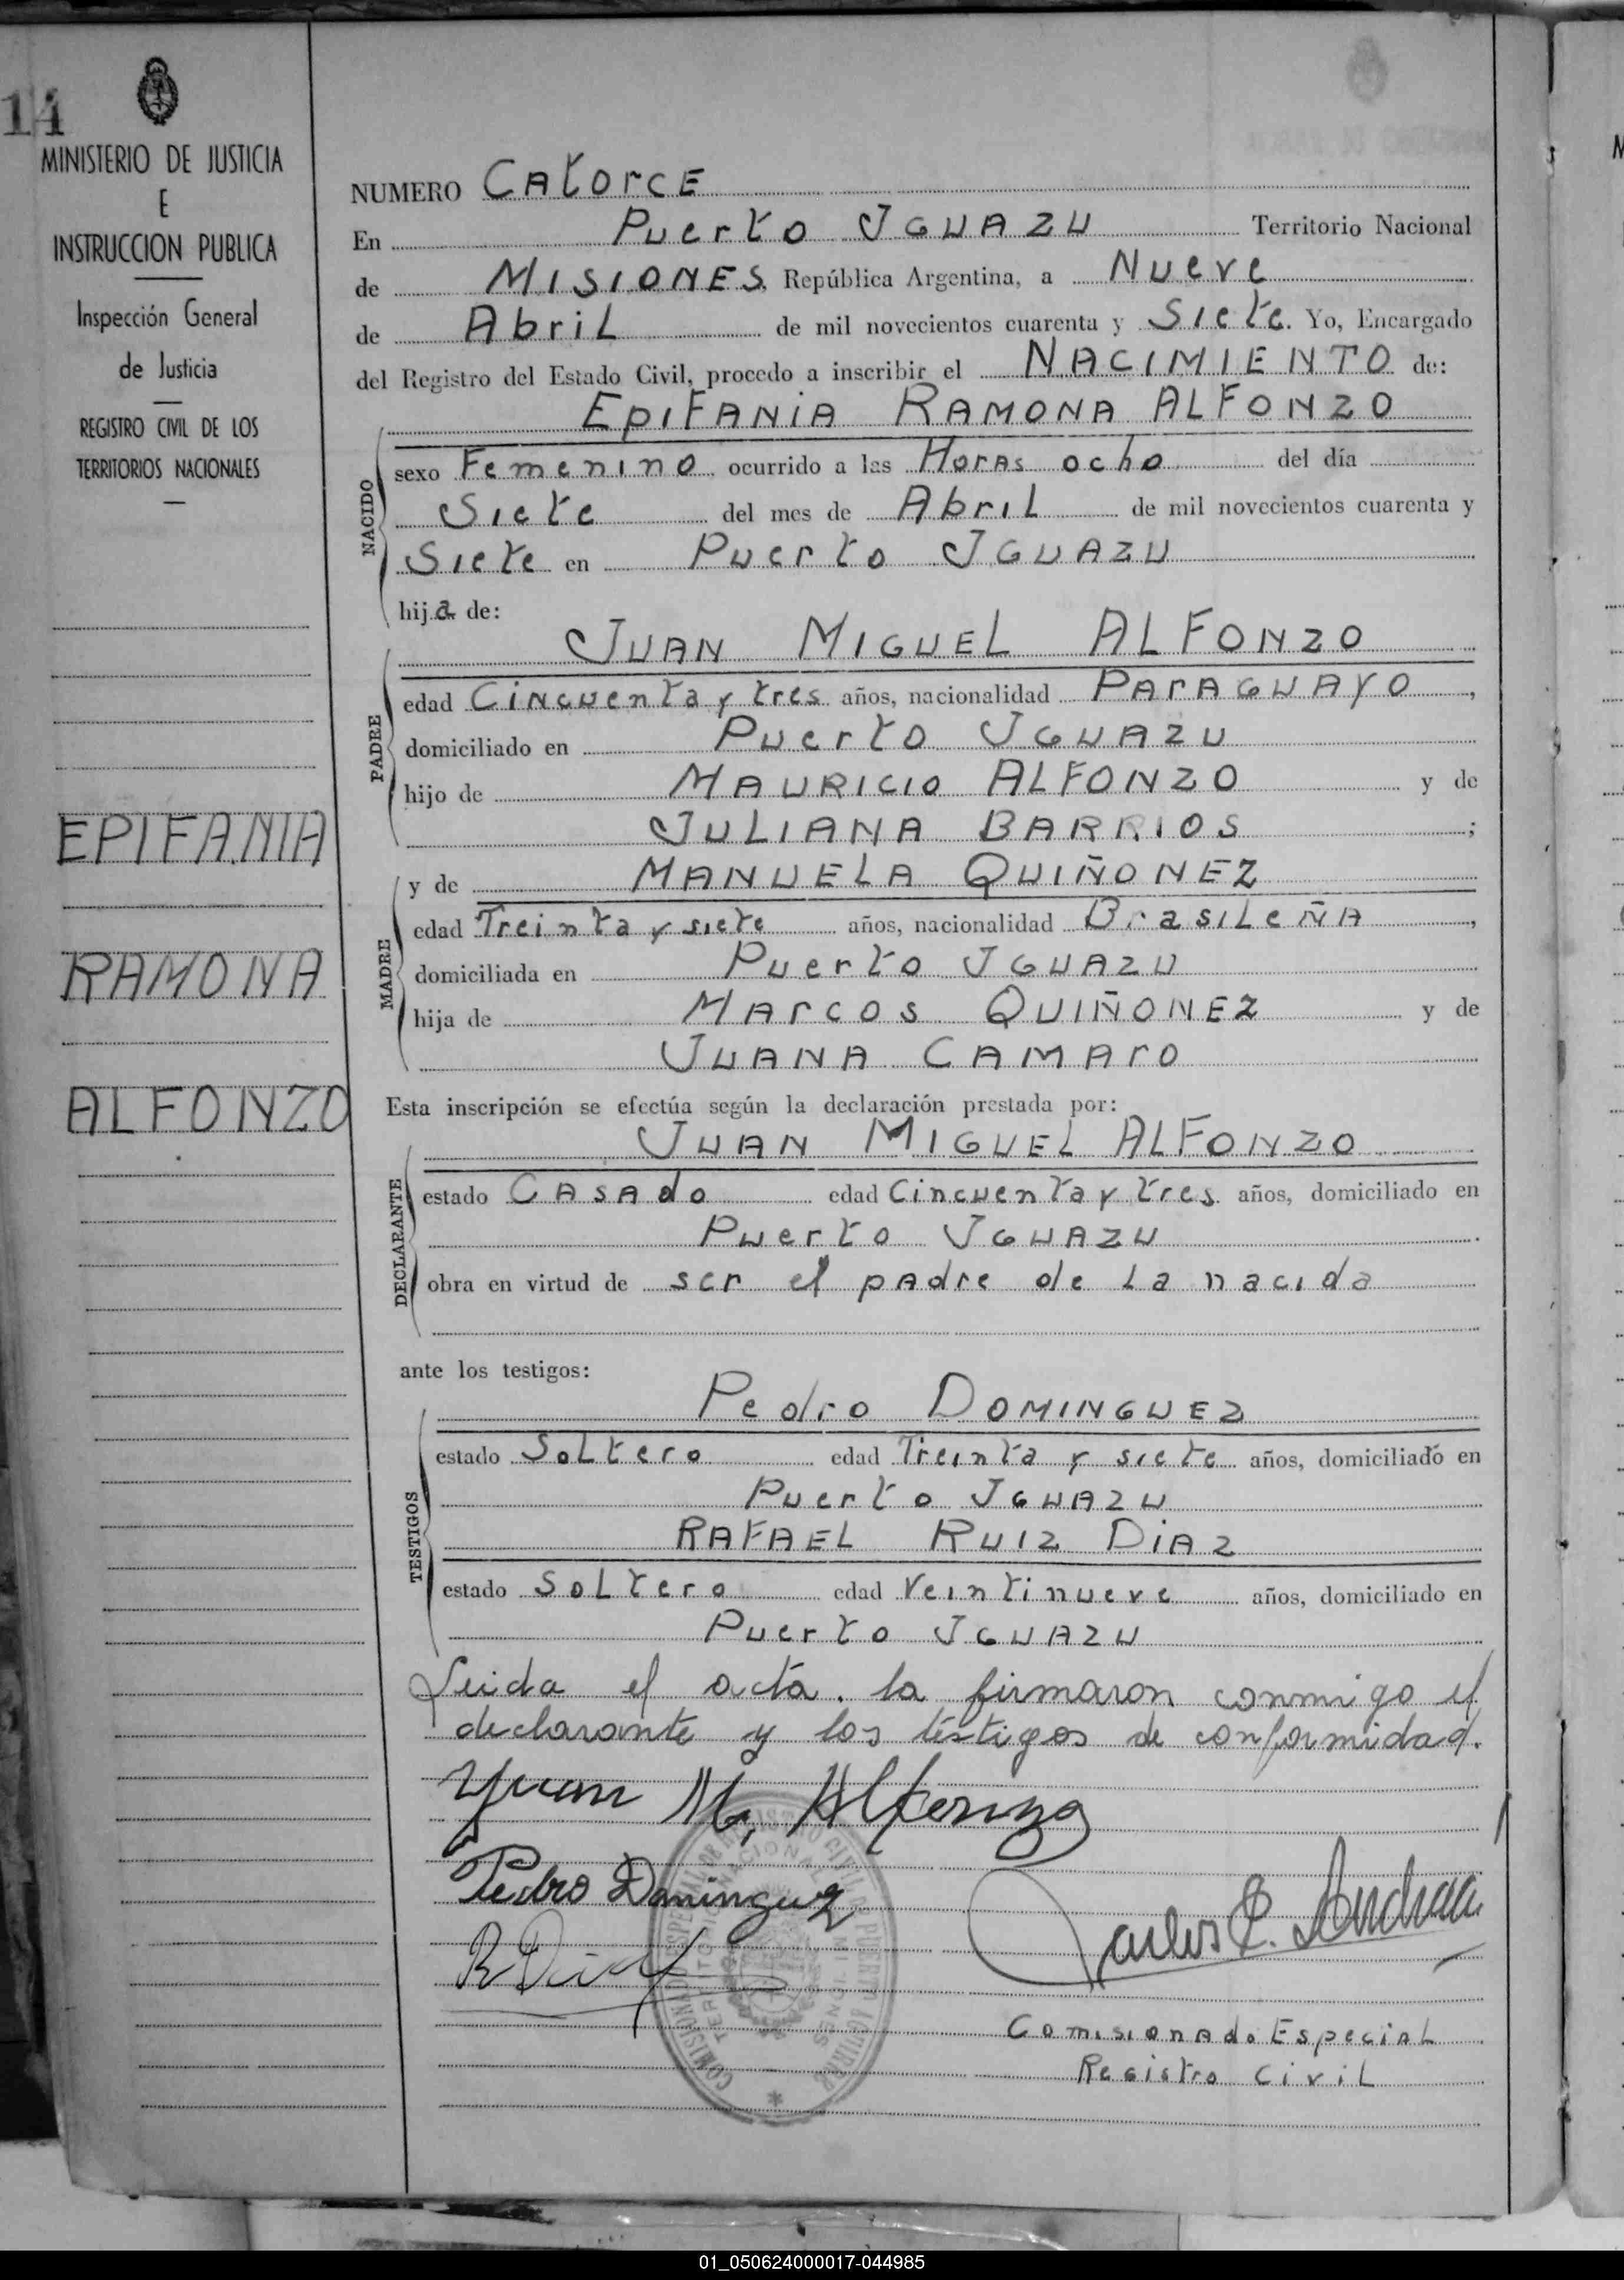 14
MINISTERIO DE JUSTICIA
E
INSTRUCCION PUBLICA
Inspección General
de Justicia
REGISTRO CIVIL DE LOS
TERRITORIOS NACIONALES
EPIFANIA
RAMONA
ALFONZO
NUMERO Catorce
En Puerto IGUAZU Territorio Nacional
de MISIONES, República Argentina, a Nueve
de Abril de mil novecientos cuarenta y Siete. Yo, Encargado
del Registro del Estado Civil, procedo a inscribir el NACIMIENTO de:
EPIFANIA RAMONA ALFONZO
NACIDO
sexo Femenino ocurrido a las Horas ocho del día
Siete del mes de Abril de mil novecientos cuarenta y
Siete en Puerto IGUAZU
hija de:
JUAN MIGUEL ALFONZO
PADRE
edad Cincuenta y tres años, nacionalidad PARAGUAYO,
domiciliado en Puerto IGUAZU
hijo de MAURICIO ALFONZO y de
JULIANA BARRIOS;
y de MANUELA QUIÑONEZ
MADRE
edad Treinta y siete años, nacionalidad BrasiLeÑA,
domiciliada en Puerto IGUAZU
hija de MARCOS QUIÑONEZ y de
JUANA CAMARO
Esta inscripción se efectúa según la declaración prestada por:
JUAN MIGUEL ALFONZO
DECLARANTE
estado CASAdo edad Cincuenta y tres años, domiciliado en
Puerto IGUAZU.
obra en virtud de ser el padre de La nacida
ante los testigos:
Pedro DOMINGUEZ
TESTIGOS
estado SoLtero edad Treinta y siete años, domiciliado en
Puerto IGUAZU
RAFAEL RUIZ DIAZ
estado SoLtero edad Veintinueve años, domiciliado en
Puerto IGUAZU
Leida el acta, la firmaron conmigo el
declarante y los testigos de conformidad.
Yuan M. Alfonzo
Pedro Dominguez
R Diaz
Comisionado Especial
Registro Civil
01_050624000017-044985